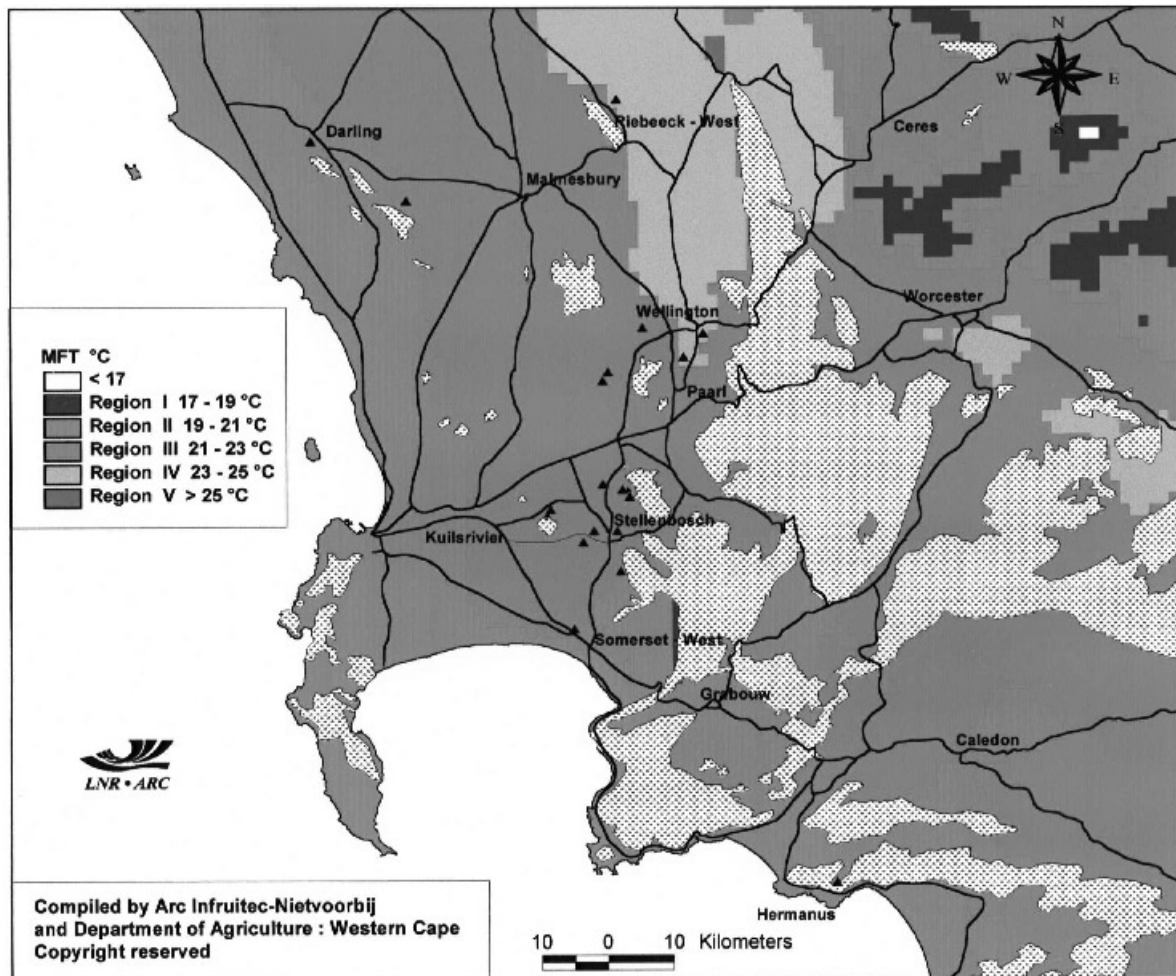 N
W E
S
Darling
Riebeeck - West
Ceres
Malmesbury
Wellington
Worcester
MFT °C
< 17
Region I 17 - 19 °C
Region II 19 - 21 °C
Region III 21 - 23 °C
Region IV 23 - 25 °C
Region V > 25 °C
Paarl
Stellenbosch
Kuilsrivier
Somerset - West
Grabouw
Caledon
LNR • ARC
Hermanus
Compiled by Arc Infruitec-Nietvoorbij
and Department of Agriculture : Western Cape
Copyright reserved
10 0 10 Kilometers